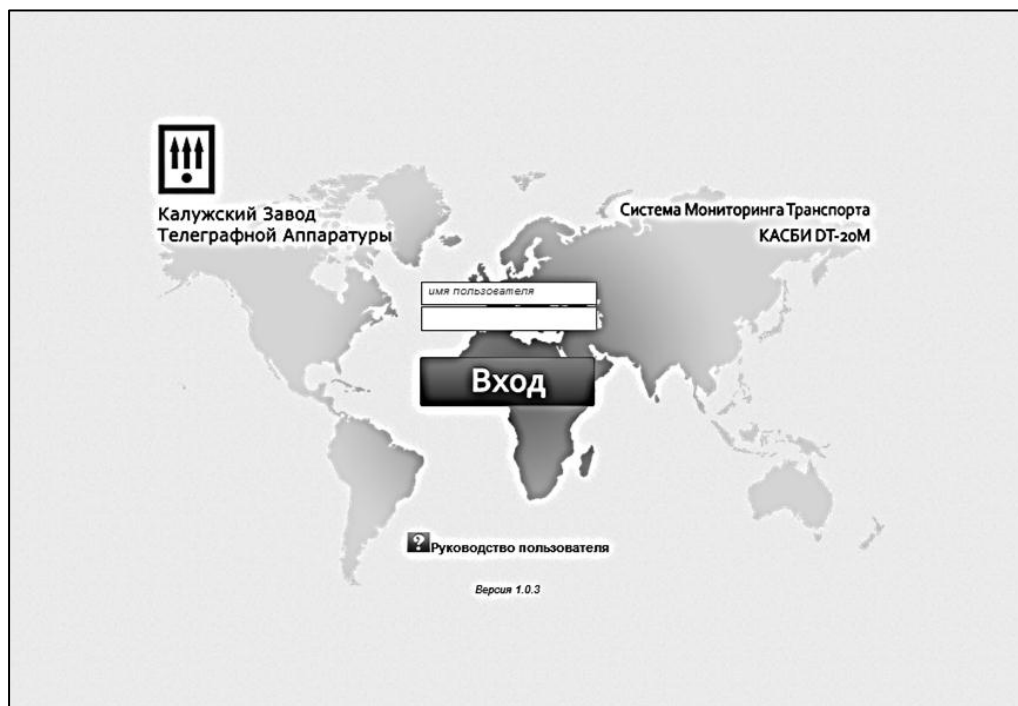 Калужский Завод
Телеграфной Аппаратуры
Система Мониторинга Транспорта
КАСБИ DT-20M
имя пользователя
Вход
? Руководство пользователя
Версия 1.0.3